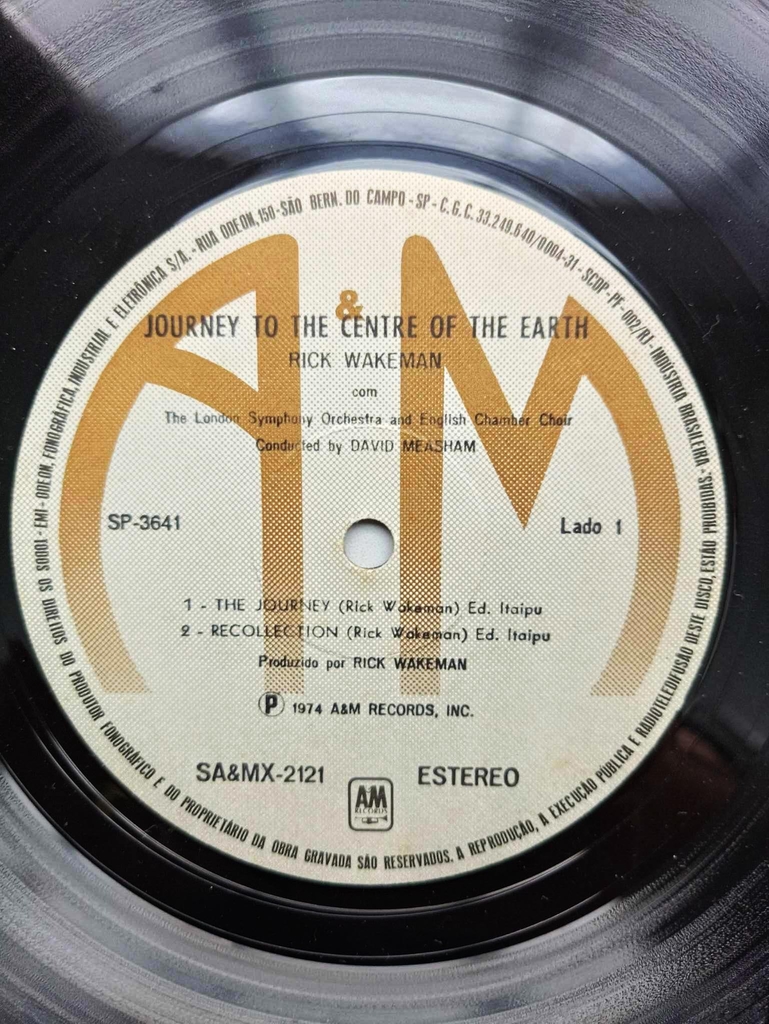 &
JOURNEY TO THE CENTRE OF THE EARTH
RICK WAKEMAN
com
The London Symphony Orchestra and English Chamber Choir
Conducted by DAVID MEASHAM
SP-3641
Lado 1
1 - THE JOURNEY (Rick Wakeman) Ed. Itaipu
2 - RECOLLECTION (Rick Wakeman) Ed. Itaipu
Produzido por RICK WAKEMAN
Ⓟ 1974 A&M RECORDS, INC.
SA&MX-2121
ESTEREO
A&M
RECORDS
EMI - ODEON, FONOGRÁFICA, INDUSTRIAL E ELETRÔNICA S/A. - RUA ODEON, 150 - SÃO BERN. DO CAMPO - SP - C.G.C. 33.249.640/0004-31 - SCDP - PF - 002/RJ - INDÚSTRIA BRASILEIRA - TODOS OS DIREITOS DO PRODUTOR FONOGRÁFICO E DO PROPRIETÁRIO DA OBRA GRAVADA SÃO RESERVADOS. A REPRODUÇÃO, A EXECUÇÃO PÚBLICA E RADIOTELEDIFUSÃO DESTE DISCO, ESTÃO PROIBIDAS.
A M